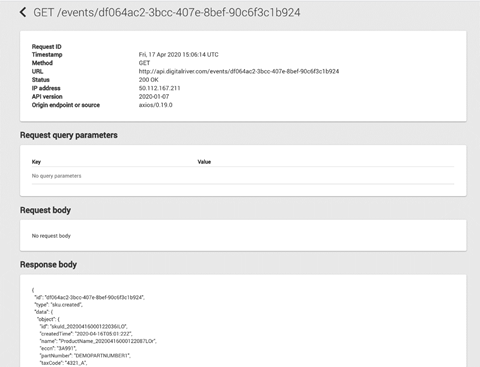 GET /events/df064ac2-3bcc-407e-8bef-90c6f3c1b924
Request ID
Timestamp Fri, 17 Apr 2020 15:06:14 UTC
Method GET
URL http://api.digitalriver.com/events/df064ac2-3bcc-407e-8bef-90c6f3c1b924
Status 200 OK
IP address 50.112.167.211
API version 2020-01-07
Origin endpoint or source axios/0.19.0
Request query parameters
Key Value
No query parameters
Request body
No request body
Response body
{
"id": "df064ac2-3bcc-407e-8bef-90c6f3c1b924",
"type": "sku.created",
"data": {
"object": {
"id": "skuid_20200416000122036ILO",
"createdTime": "2020-04-16T05:01:22Z",
"name": "ProductName_20200416000122087LOr",
"eccn": "3A991",
"partNumber": "DEMOPARTNUMBER1",
"taxCode": "4321_A",